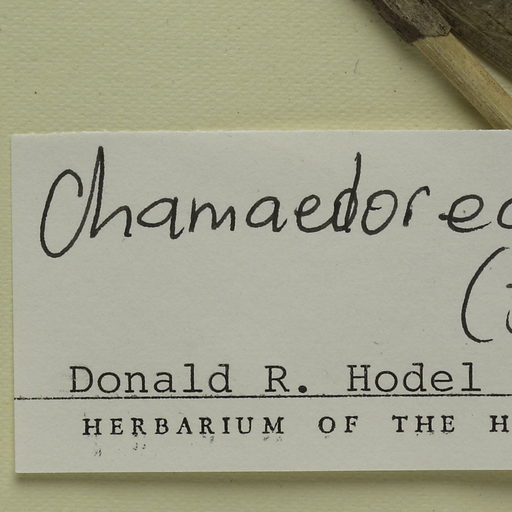 Chamaedorea
(
Donald R. Hodel
HERBARIUM OF THE H